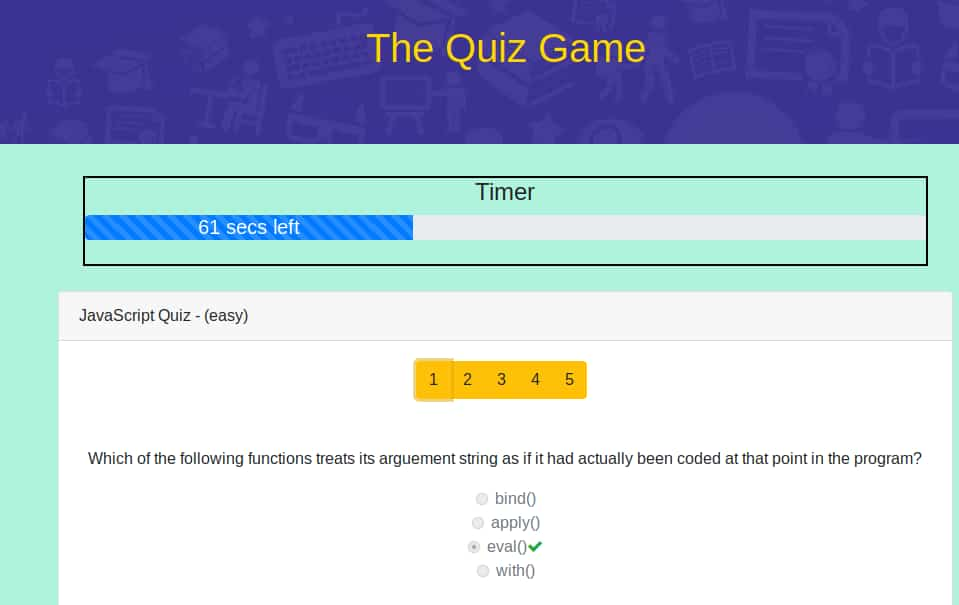 The Quiz Game
Timer
61 secs left
JavaScript Quiz - (easy)
1 2 3 4 5
Which of the following functions treats its arguement string as if it had actually been coded at that point in the program?
bind()
apply()
eval()
with()